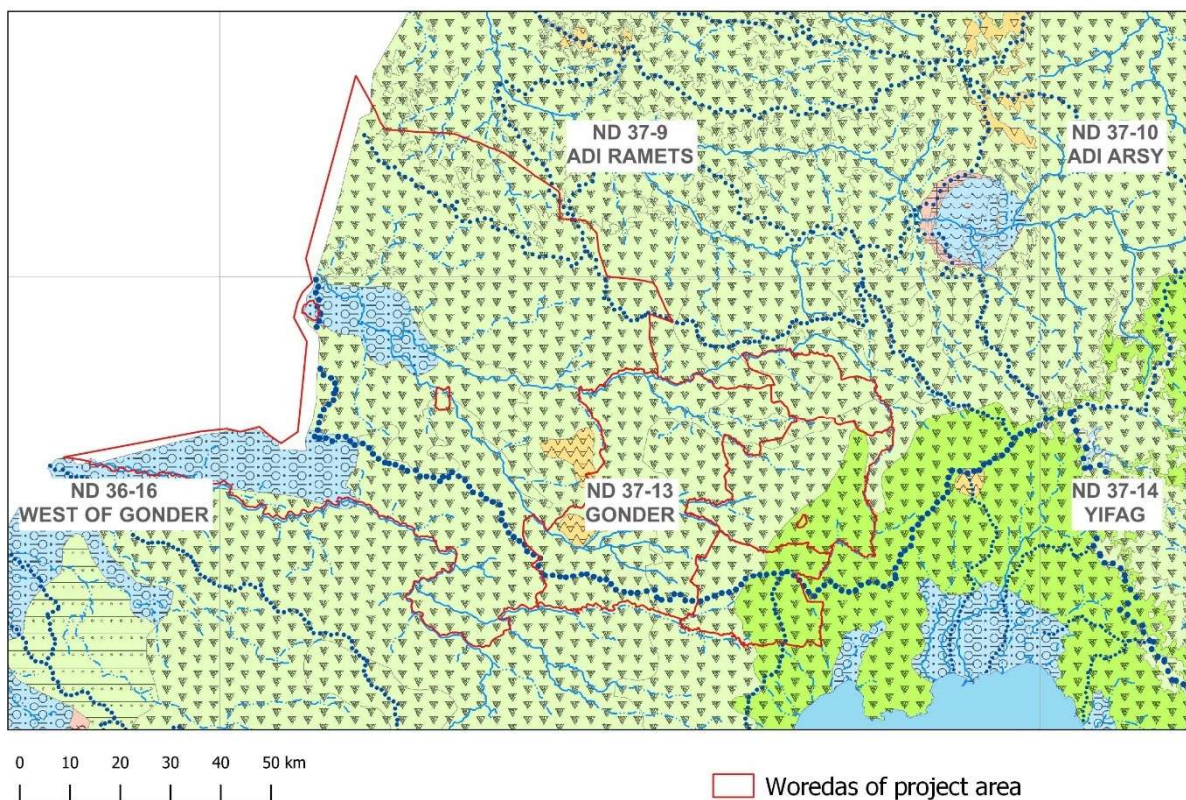 ND 37-9
ADI RAMETS
ND 37-10
ADI ARSY
ND 36-16
WEST OF GONDER
ND 37-13
GONDER
ND 37-14
YIFAG
0 10 20 30 40 50 km
Woredas of project area